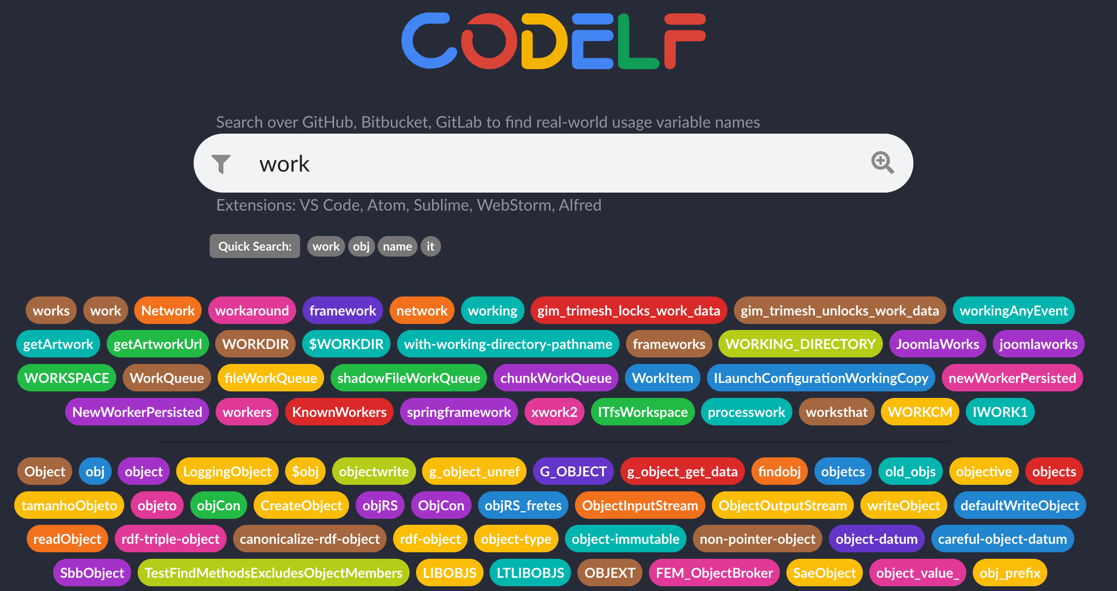 CODELF
Search over GitHub, Bitbucket, GitLab to find real-world usage variable names
work
Extensions: VS Code, Atom, Sublime, WebStorm, Alfred
Quick Search: work obj name it
works work Network workaround framework network working gim_trimesh_locks_work_data gim_trimesh_unlocks_work_data workingAnyEvent
getArtwork getArtworkUrl WORKDIR $WORKDIR with-working-directory-pathname frameworks WORKING_DIRECTORY JoomlaWorks joomlaworks
WORKSPACE WorkQueue fileWorkQueue shadowFileWorkQueue chunkWorkQueue WorkItem ILaunchConfigurationWorkingCopy newWorkerPersisted
NewWorkerPersisted workers KnownWorkers springframework xwork2 ITfsWorkspace processwork worksthat WORKCM IWORK1
Object obj object LoggingObject $obj objectwrite g_object_unref G_OBJECT g_object_get_data findobj objetcs old_objs objective objects
tamanhoObjeto objeto objCon CreateObject objRS ObjCon objRS_fretes ObjectInputStream ObjectOutputStream writeObject defaultWriteObject
readObject rdf-triple-object canonicalize-rdf-object rdf-object object-type object-immutable non-pointer-object object-datum careful-object-datum
SbbObject TestFindMethodsExcludesObjectMembers LIBOBJS LTLIBOBJS OBJEXT FEM_ObjectBroker SaeObject object_value_ obj_prefix